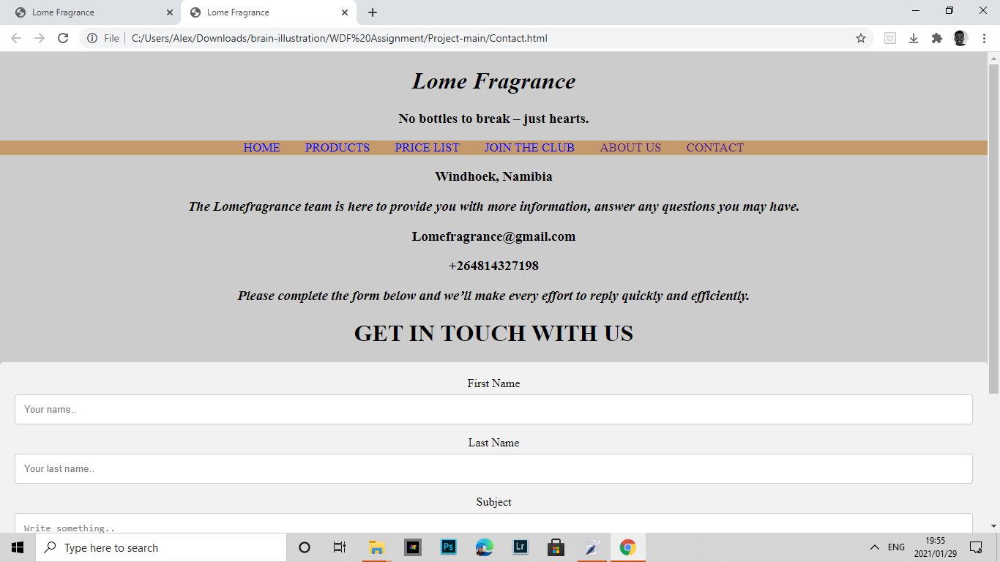 Lome Fragrance
Lome Fragrance
File
C:/Users/Alex/Downloads/brain-illustration/WDF%20Assignment/Project-main/Contact.html
Lome Fragrance
No bottles to break – just hearts.
HOME PRODUCTS PRICE LIST JOIN THE CLUB ABOUT US CONTACT
Windhoek, Namibia
The Lomefragrance team is here to provide you with more information, answer any questions you may have.
Lomefragrance@gmail.com
+264814327198
Please complete the form below and we’ll make every effort to reply quickly and efficiently.
GET IN TOUCH WITH US
First Name
Your name..
Last Name
Your last name..
Subject
Write something..
Type here to search
Ps
Lr
ENG
19:55
2021/01/29